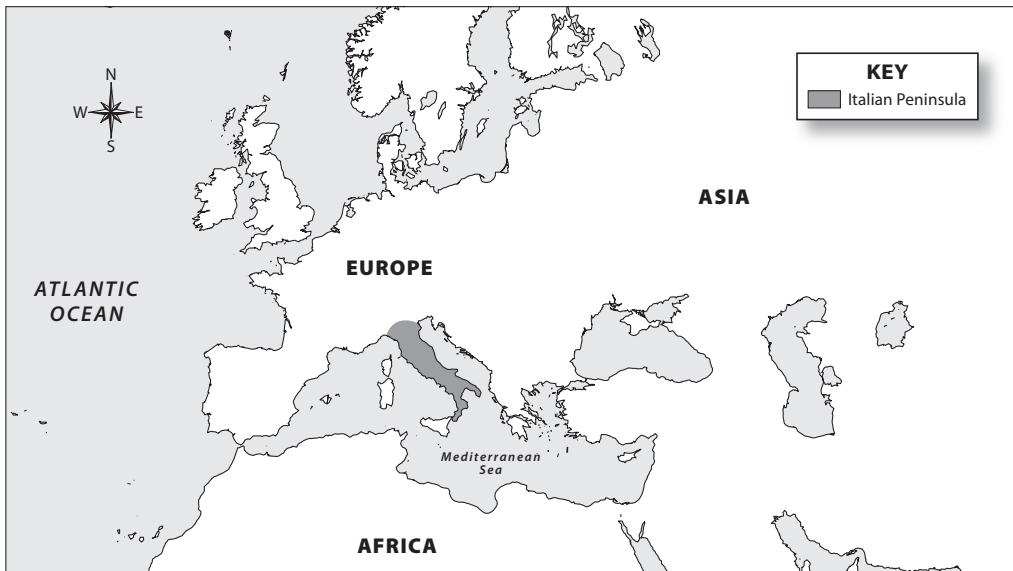 N
W E
S
KEY
Italian Peninsula
ASIA
EUROPE
ATLANTIC
OCEAN
Mediterranean
Sea
AFRICA